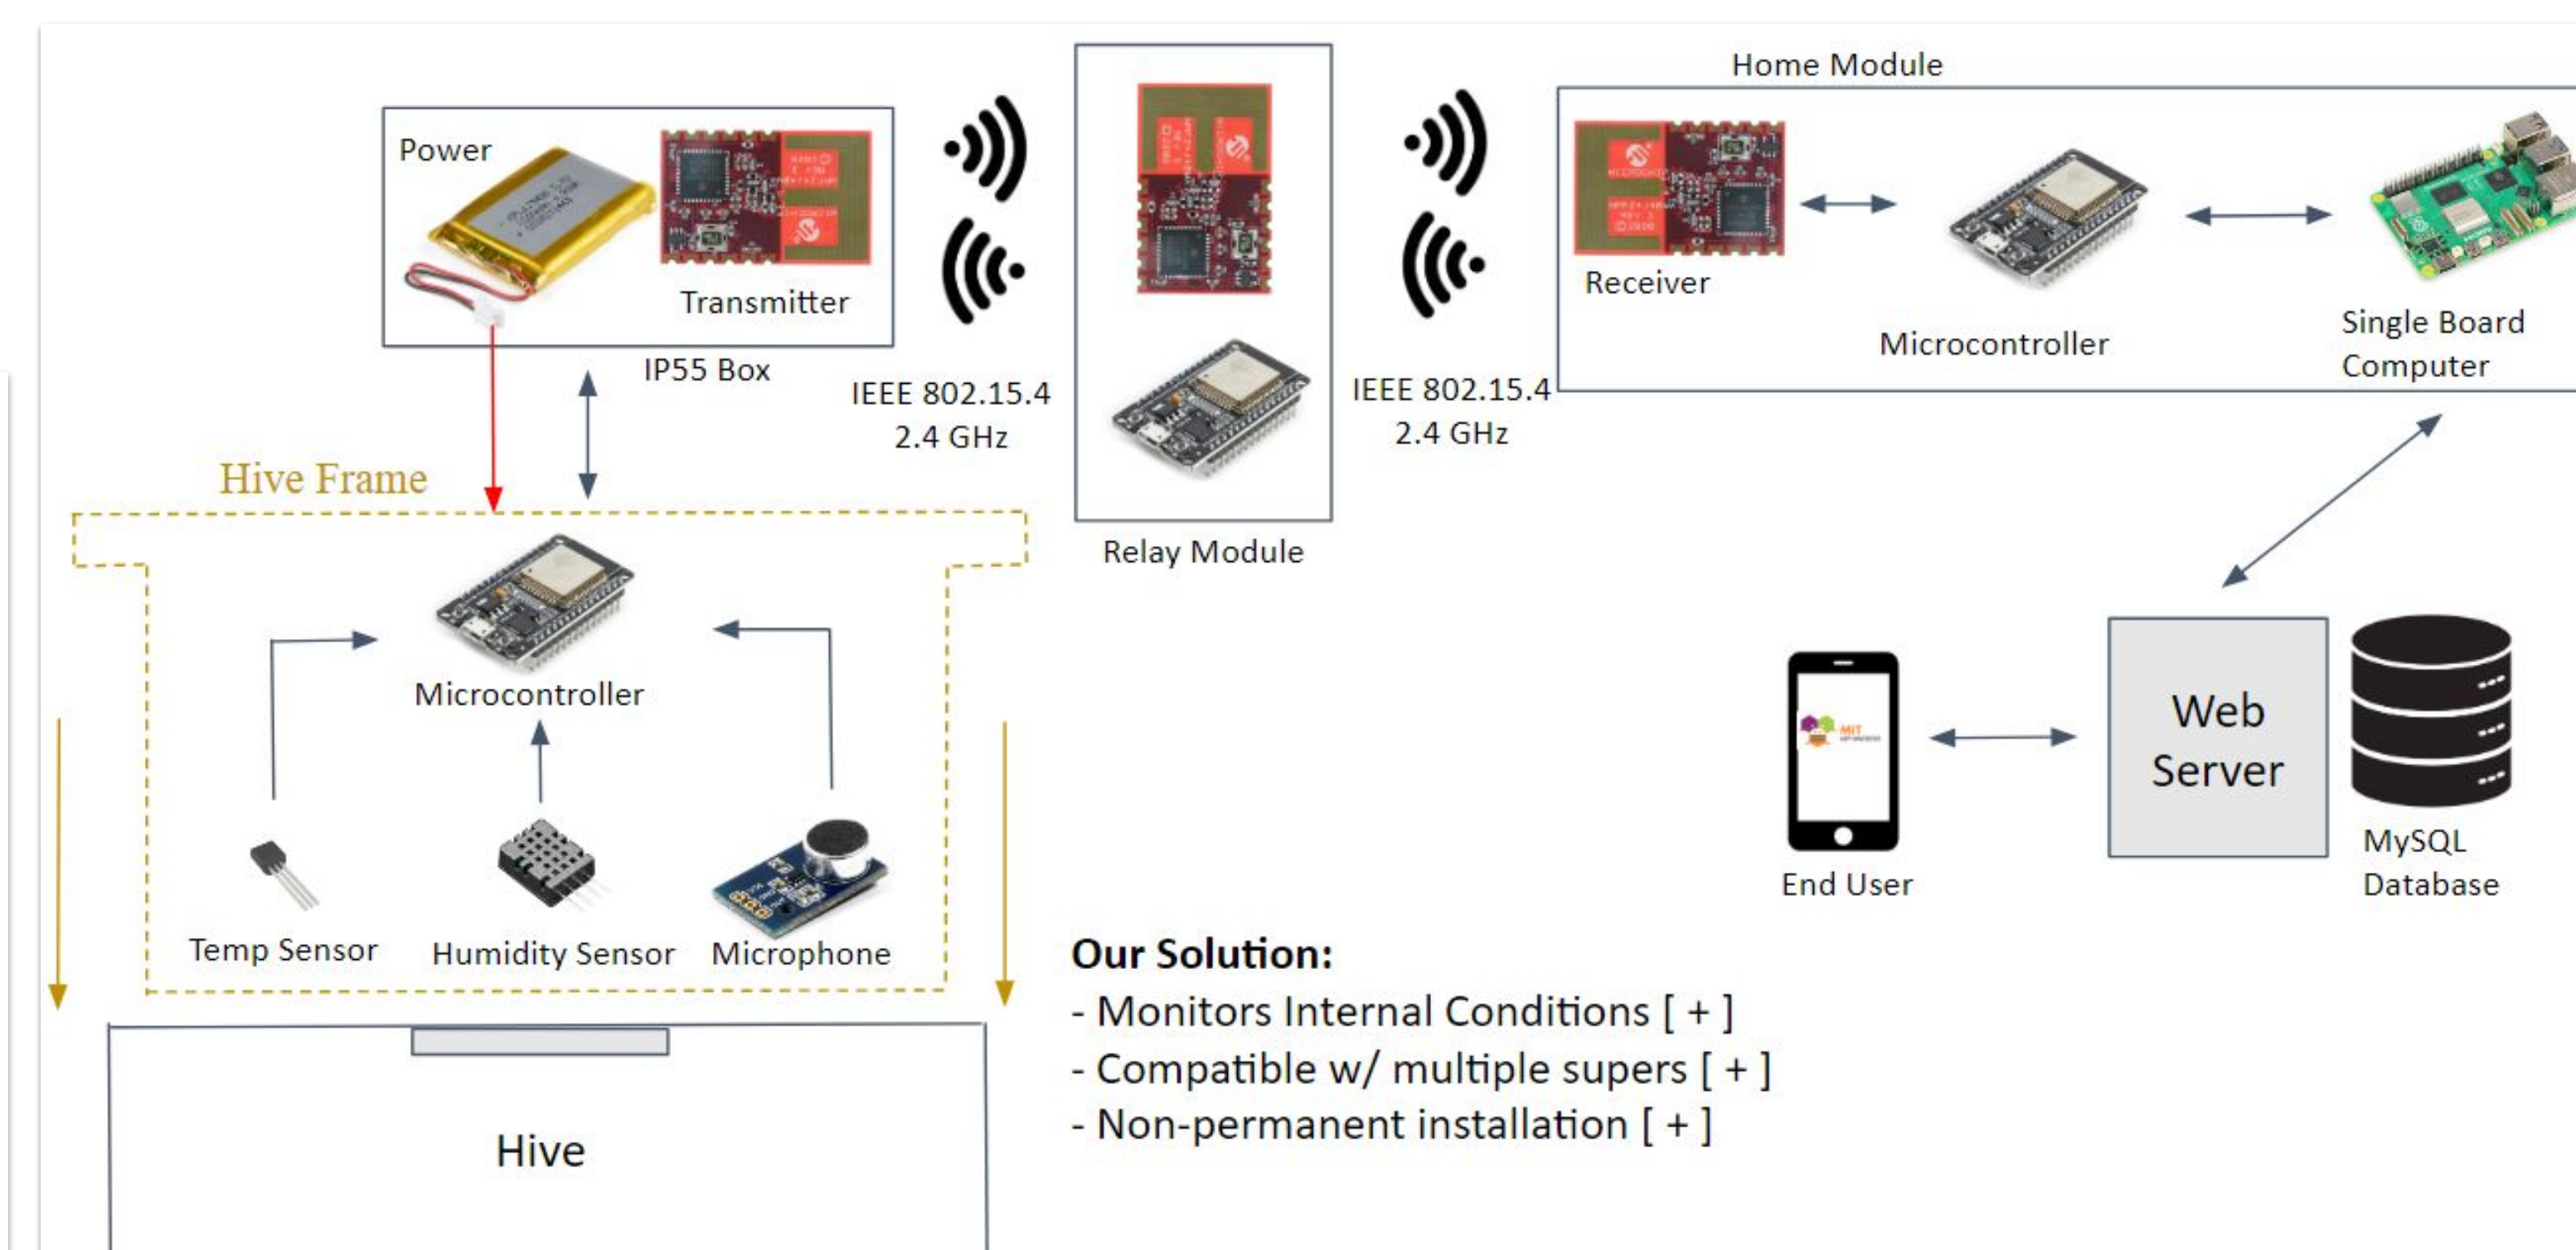 Home Module
Power
Transmitter
IP55 Box
IEEE 802.15.4
2.4 GHz
Relay Module
IEEE 802.15.4
2.4 GHz
Receiver
Microcontroller
Single Board
Computer
Hive Frame
Microcontroller
Temp Sensor
Humidity Sensor
Microphone
Hive
MIT
End User
Web
Server
MySQL
Database
Our Solution:
- Monitors Internal Conditions [ + ]
- Compatible w/ multiple supers [ + ]
- Non-permanent installation [ + ]